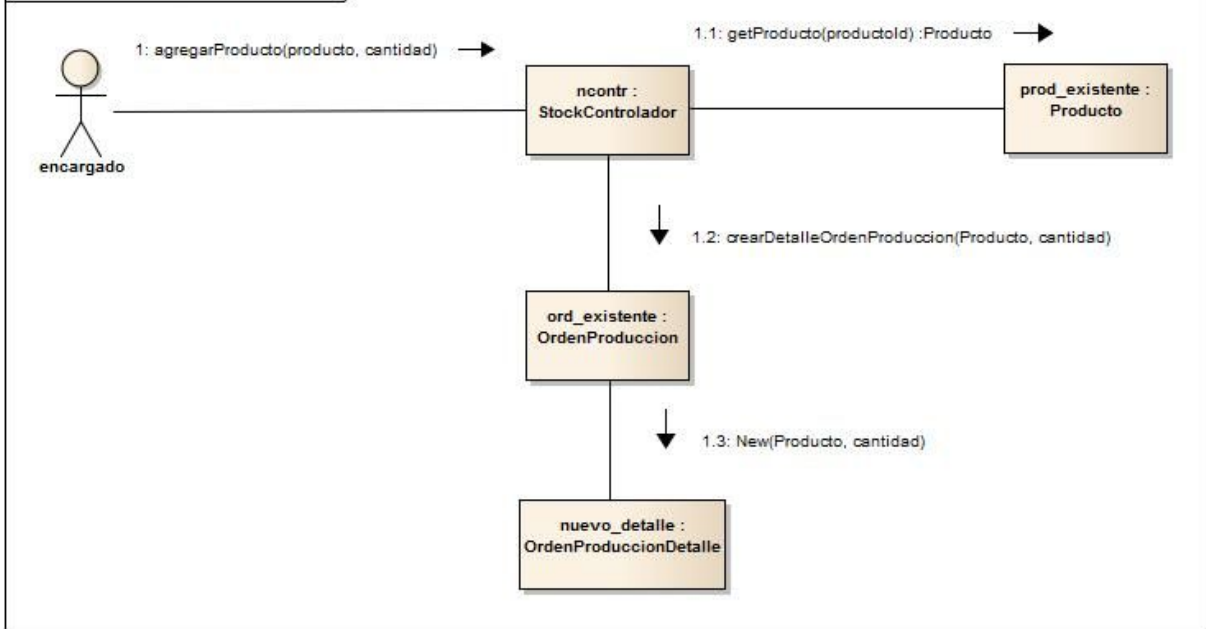 1: agregarProducto(producto, cantidad)
1.1: getProducto(productoId) :Producto
encargado
ncontr :
StockControlador
prod_existente :
Producto
1.2: crearDetalleOrdenProduccion(Producto, cantidad)
ord_existente :
OrdenProduccion
1.3: New(Producto, cantidad)
nuevo_detalle :
OrdenProduccionDetalle